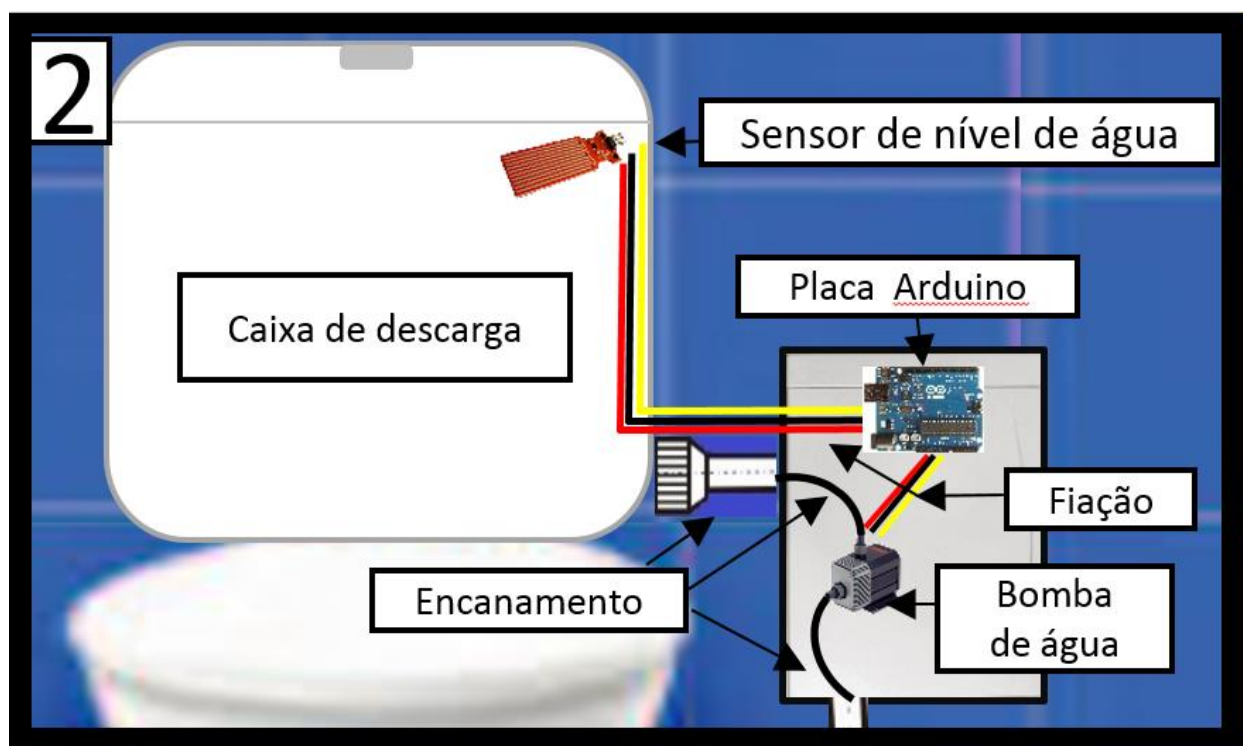 2
Sensor de nível de água
Placa Arduino
Caixa de descarga
Fiação
Encanamento
Bomba
de água